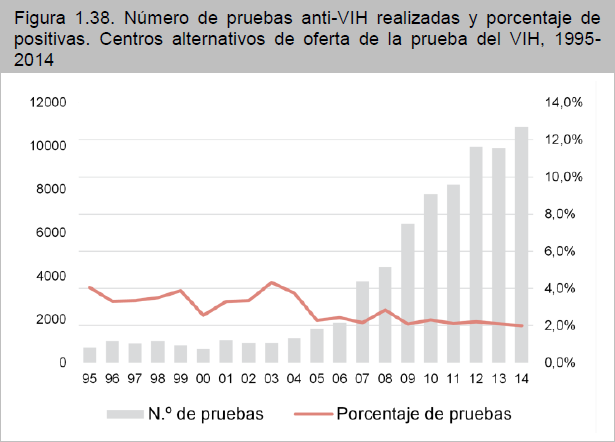 Figura 1.38. Número de pruebas anti-VIH realizadas y porcentaje de
positivas. Centros alternativos de oferta de la prueba del VIH, 1995-
2014
12000 14,0%
10000 12,0%
8000 10,0%
6000 8,0%
4000 6,0%
2000 4,0%
0 2,0%
0,0%
95 96 97 98 99 00 01 02 03 04 05 06 07 08 09 10 11 12 13 14
N.º de pruebas Porcentaje de pruebas